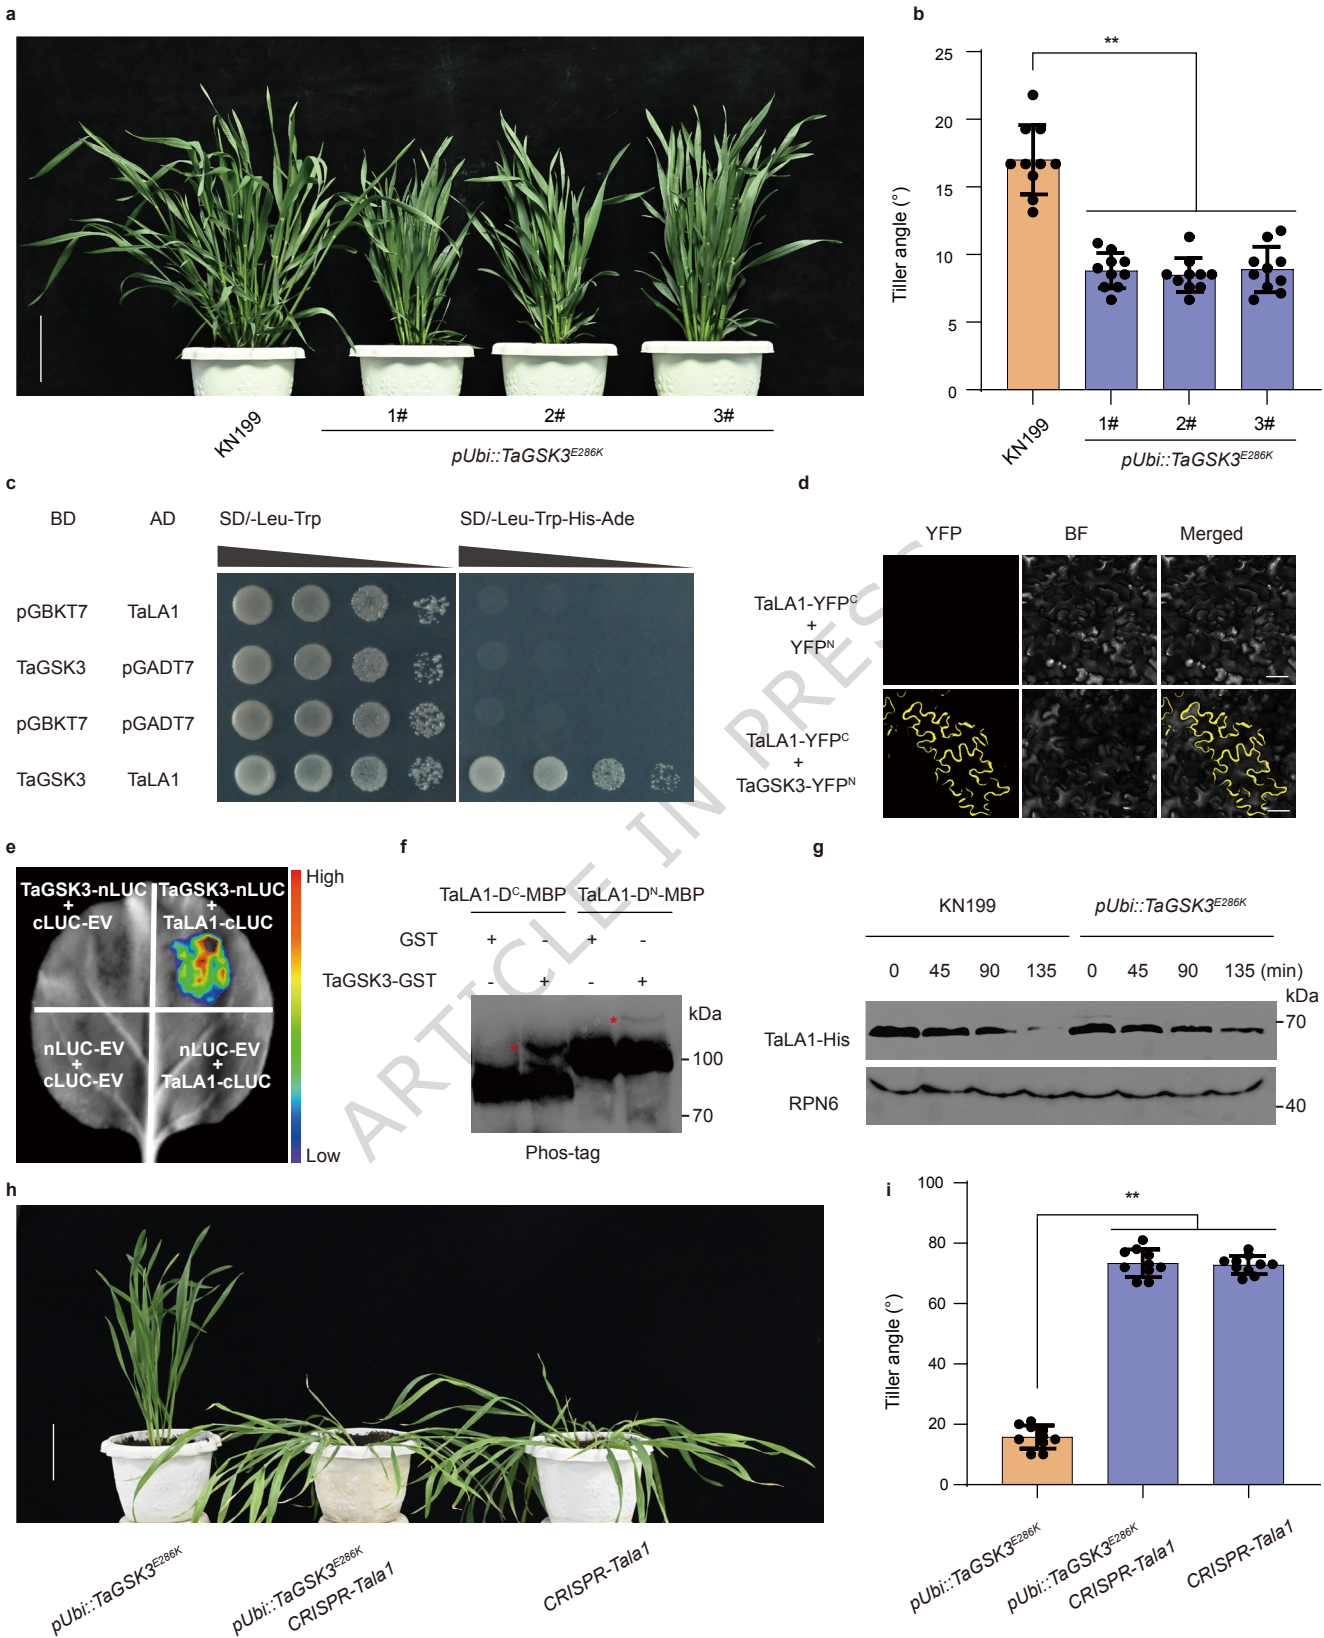 a
KN199
1#
2#
3#
pUbi::TaGSK3E286K
b
**
25
20
15
10
5
0
Tiller angle (°)
KN199
1#
2#
3#
pUbi::TaGSK3E286K
c
BD
AD
SD/-Leu-Trp
SD/-Leu-Trp-His-Ade
pGBKT7
TaLA1
TaGSK3
pGADT7
pGBKT7
pGADT7
TaGSK3
TaLA1
d
YFP
BF
Merged
TaLA1-YFPC
+
YFPN
TaLA1-YFPC
+
TaGSK3-YFPN
ARTICLE IN PRESS
e
TaGSK3-nLUC
+
cLUC-EV
TaGSK3-nLUC
+
TaLA1-cLUC
nLUC-EV
+
cLUC-EV
nLUC-EV
+
TaLA1-cLUC
High
Low
f
TaLA1-DC-MBP
TaLA1-DN-MBP
GST
+ - + -
TaGSK3-GST
- + - +
*
*
kDa
100
70
Phos-tag
g
KN199
pUbi::TaGSK3E286K
0 45 90 135 0 45 90 135 (min)
kDa
70
TaLA1-His
RPN6
40
h
pUbi::TaGSK3E286K
pUbi::TaGSK3E286K
CRISPR-Tala1
CRISPR-Tala1
i
**
100
80
60
40
20
0
Tiller angle (°)
pUbi::TaGSK3E286K
pUbi::TaGSK3E286K
CRISPR-Tala1
CRISPR-Tala1